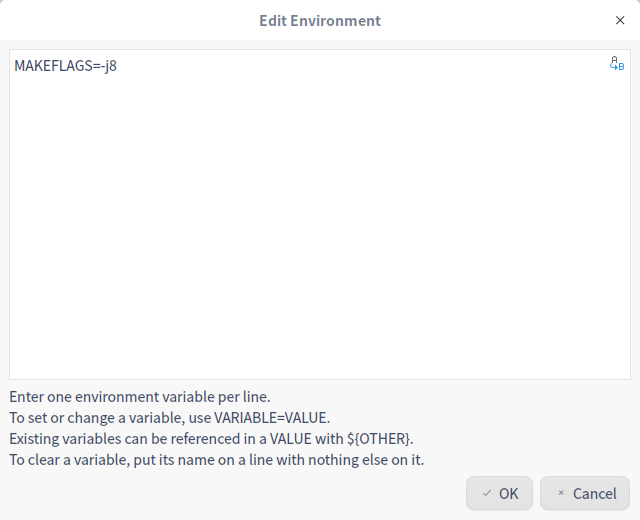 Edit Environment
MAKEFLAGS=-j8
Enter one environment variable per line.
To set or change a variable, use VARIABLE=VALUE.
Existing variables can be referenced in a VALUE with ${OTHER}.
To clear a variable, put its name on a line with nothing else on it.
OK
Cancel